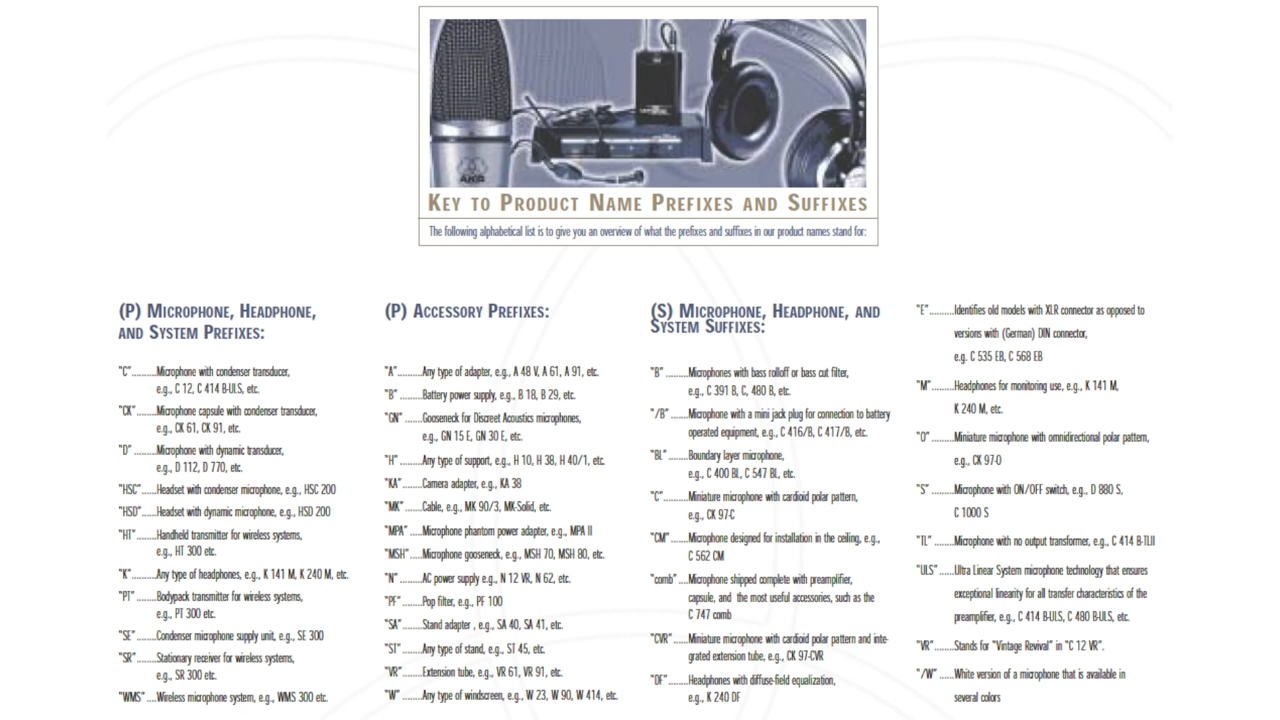 AKG
KEY TO PRODUCT NAME PREFIXES AND SUFFIXES
The following alphabetical list is to give you an overview of what the prefixes and suffixes in our product names stand for:
(P) MICROPHONE, HEADPHONE,
AND SYSTEM PREFIXES:
"C"..........Microphone with condenser transducer,
e.g., C 12, C 414 B-ULS, etc.
"CK" ........Microphone capsule with condenser transducer,
e.g., CK 61, CK 91, etc.
"D" ..........Microphone with dynamic transducer,
e.g., D 112, D 770, etc.
"HSC"......Headset with condenser microphone, e.g., HSC 200
"HSD"......Headset with dynamic microphone, e.g., HSD 200
"HT" ........Handheld transmitter for wireless systems,
e.g., HT 300 etc.
"K"..........Any type of headphones, e.g., K 141 M, K 240 M, etc.
"PT" ........Bodypack transmitter for wireless systems,
e.g., PT 300 etc.
"SE" ........Condenser microphone supply unit, e.g., SE 300
"SR"........Stationary receiver for wireless systems,
e.g., SR 300 etc.
"WMS" ....Wireless microphone system, e.g., WMS 300 etc.
(P) ACCESSORY PREFIXES:
"A"..........Any type of adapter, e.g., A 48 V, A 61, A 91, etc.
"B" ..........Battery power supply, e.g., B 18, B 29, etc.
"GN" .......Gooseneck for Discreet Acoustics microphones,
e.g., GN 15 E, GN 30 E, etc.
"H" ..........Any type of support, e.g., H 10, H 38, H 40/1, etc.
"KA" ........Camera adapter, e.g., KA 38
"MK" .......Cable, e.g., MK 90/3, MK-Solid, etc.
"MPA" .....Microphone phantom power adapter, e.g., MPA II
"MSH" .....Microphone gooseneck, e.g., MSH 70, MSH 80, etc.
"N" ..........AC power supply e.g., N 12 VR, N 62, etc.
"PF" ........Pop filter, e.g., PF 100
"SA" ........Stand adapter , e.g., SA 40, SA 41, etc.
"ST" ........Any type of stand, e.g., ST 45, etc.
"VR" ........Extension tube, e.g., VR 61, VR 91, etc.
"W" .........Any type of windscreen, e.g., W 23, W 90, W 414, etc.
(S) MICROPHONE, HEADPHONE, AND
SYSTEM SUFFIXES:
"B" ..........Microphones with bass rolloff or bass cut filter,
e.g., C 391 B, C, 480 B, etc.
"/B" ........Microphone with a mini jack plug for connection to battery
operated equipment, e.g., C 416/B, C 417/B, etc.
"BL" ........Boundary layer microphone,
e.g., C 400 BL, C 547 BL, etc.
"C"..........Miniature microphone with cardioid polar pattern,
e.g., CK 97-C
"CM" .......Microphone designed for installation in the ceiling, e.g.,
C 562 CM
"comb" ....Microphone shipped complete with preamplifier,
capsule, and the most useful accessories, such as the
C 747 comb
"CVR" ......Miniature microphone with cardioid polar pattern and inte-
grated extension tube, e.g., CK 97-CVR
"DF" ........Headphones with diffuse-field equalization,
e.g., K 240 DF
"E" ..........Identifies old models with XLR connector as opposed to
versions with (German) DIN connector,
e.g. C 535 EB, C 568 EB
"M" .........Headphones for monitoring use, e.g., K 141 M,
K 240 M, etc.
"O" ..........Miniature microphone with omnidirectional polar pattern,
e.g., CK 97-O
"S" ..........Microphone with ON/OFF switch, e.g., D 880 S,
C 1000 S
"TL" ........Microphone with no output transformer, e.g., C 414 B-TLII
"ULS" ......Ultra Linear System microphone technology that ensures
exceptional linearity for all transfer characteristics of the
preamplifier, e.g., C 414 B-ULS, C 480 B-ULS, etc.
"VR" ........Stands for "Vintage Revival" in "C 12 VR".
"/W" .......White version of a microphone that is available in
several colors